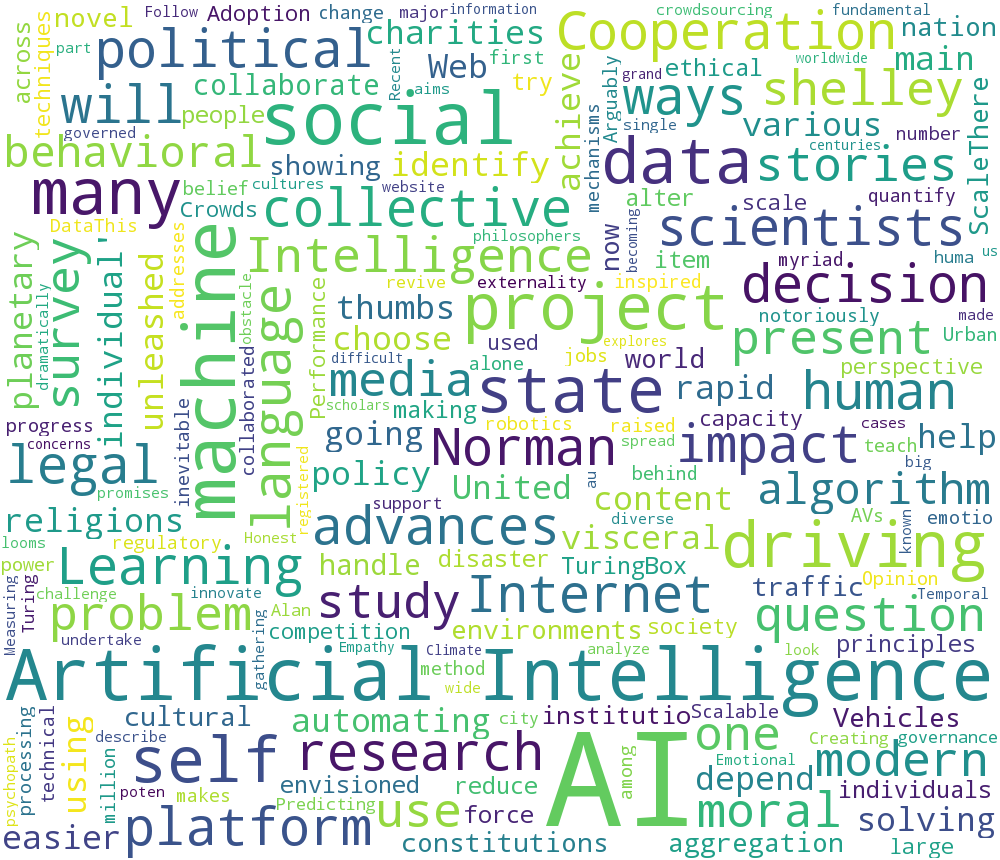 novel Follow Adoption change major information crowdsourcing fundamental
part political charities Cooperation nation
across techniques will collaborate Web first Recent grand worldwide ethical main
governed people social aims try Arguably ways shelley
behavioral showing identify achieve mechanisms single various number centuries
many belief cultures website data stories ScaleThere
DataThis Crowds collective alter scale quantify
planetary survey individual ' unleashed addresses machine philosophers now becoming scientists
dramatically Intelligence item myriad huma us
language obstacle revive externality inspired decision
thumbs project notoriously made
Performance choose used jobs explores present Urban
difficult alone world perspective
media state rapid human
scholars making
progress inevitable collaborated going robotics raised capacity cases
concerns registered Norman spread impact teach help
legal policy behind big
promises United au content algorithm
support diverse known
religions Honest advances visceral AVs emotio
looms regulatory driving
power Learning handle disaster TuringBox Opinion
challenge innovate study Internet traffic Temporal
Measuring Turing problem Alan question
undertake gathering competition environments society principles
Empathy Climate analyze look
Artificial Intelligence
method wide
psychopath processing technical using cultural automating city institutio Scalable Vehicles
describe AI among one Creating governance
million self research Emotional modern
poten makes envisioned reduce depend individuals
Predicting use force moral solving
easier platform constitutions aggregation large